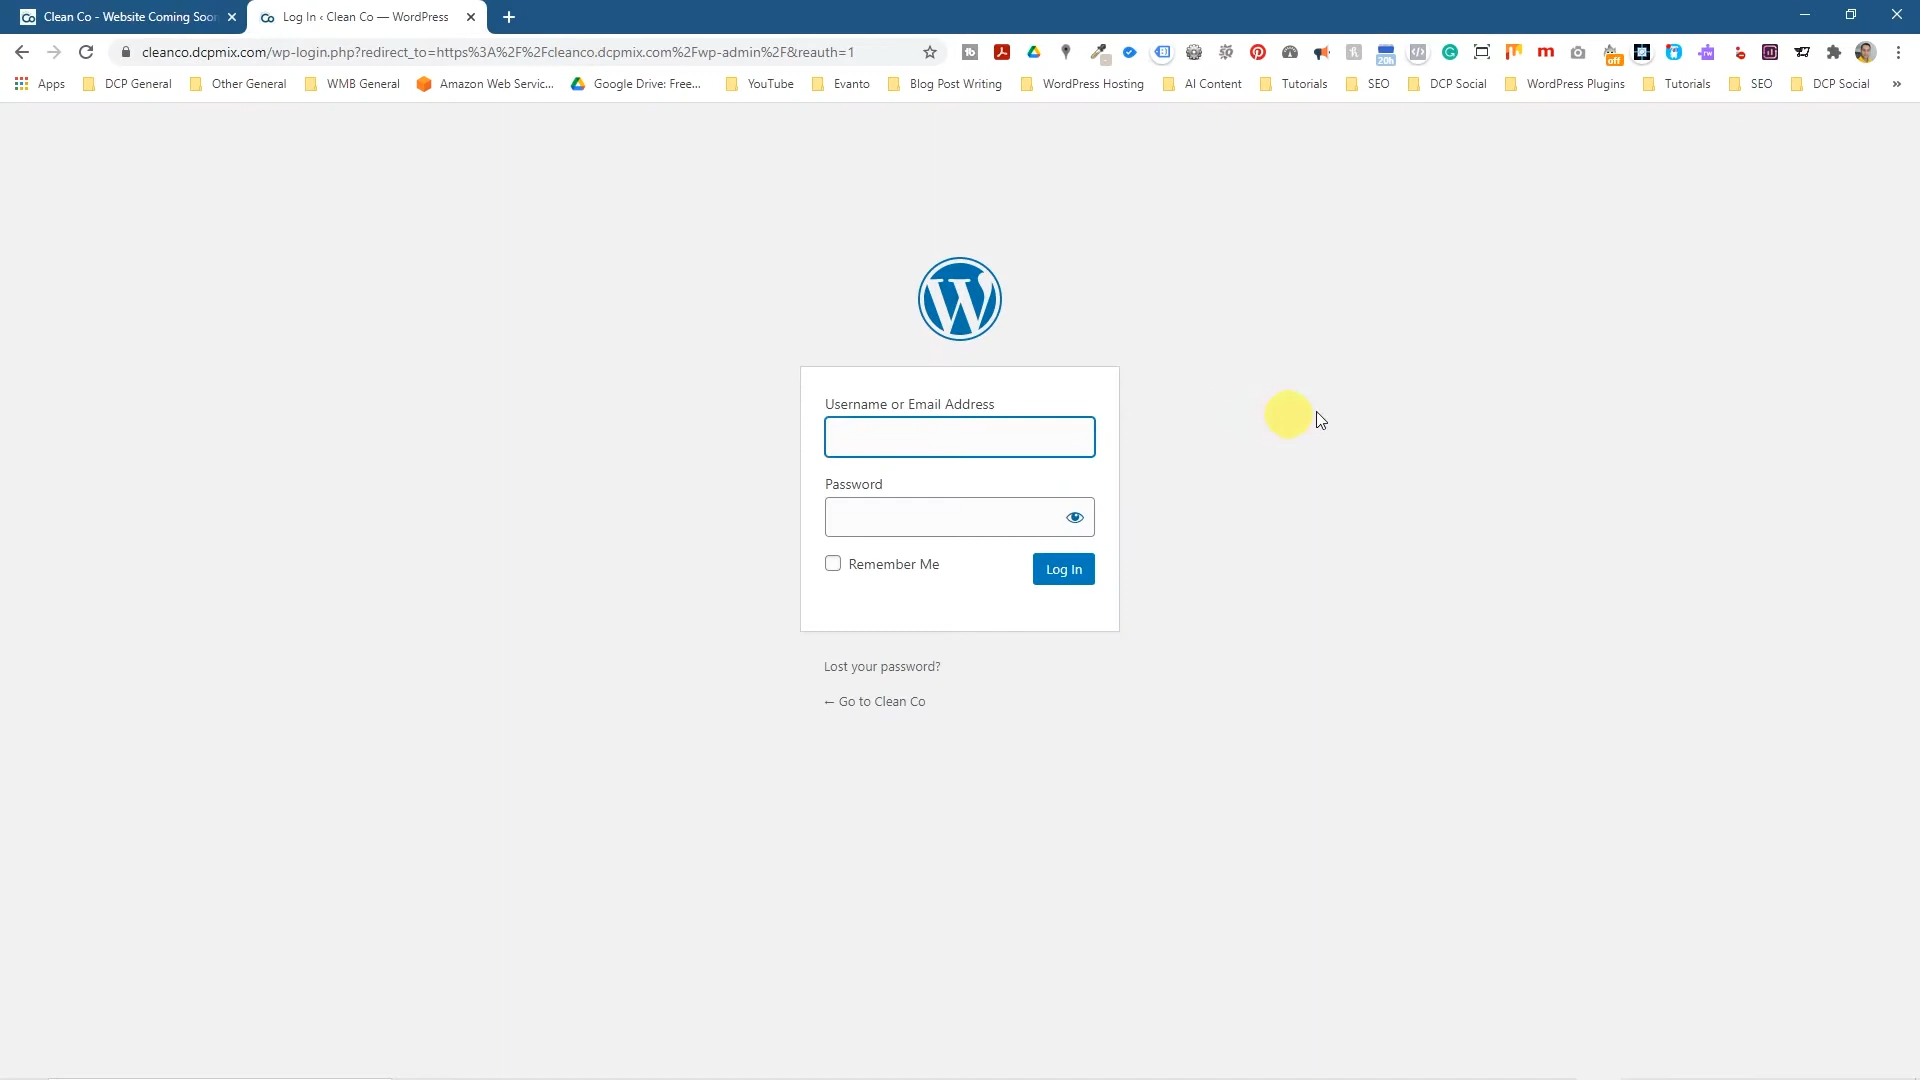 Clean Co - Website Coming Soon
Log In ‹ Clean Co — WordPress
cleanco.dcpmix.com/wp-login.php?redirect_to=https%3A%2F%2Fcleanco.dcpmix.com%2Fwp-admin%2F&reauth=1
off
20h
Apps
DCP General
Other General
WMB General
Amazon Web Servic...
Google Drive: Free...
YouTube
Evanto
Blog Post Writing
WordPress Hosting
AI Content
Tutorials
SEO
DCP Social
WordPress Plugins
Tutorials
SEO
DCP Social
»
Username or Email Address
Password
Remember Me
Log In
Lost your password?
← Go to Clean Co